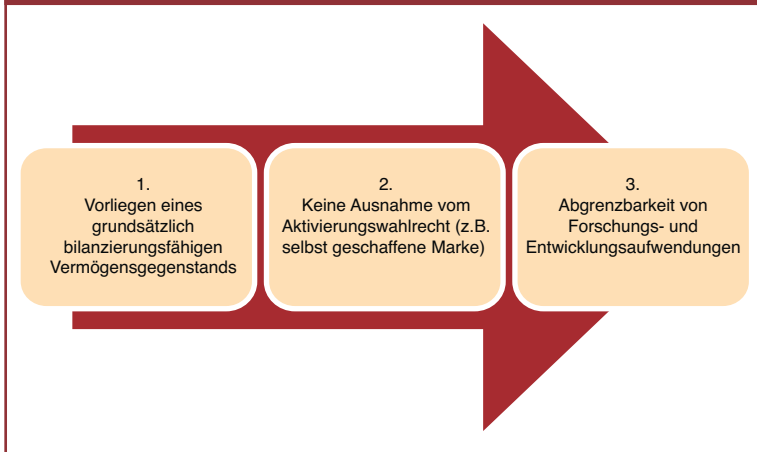 1.
Vorliegen eines
grundsätzlich
bilanzierungsfähigen
Vermögensgegenstands
2.
Keine Ausnahme vom
Aktivierungswahlrecht (z.B.
selbst geschaffene Marke)
3.
Abgrenzbarkeit von
Forschungs- und
Entwicklungsaufwendungen